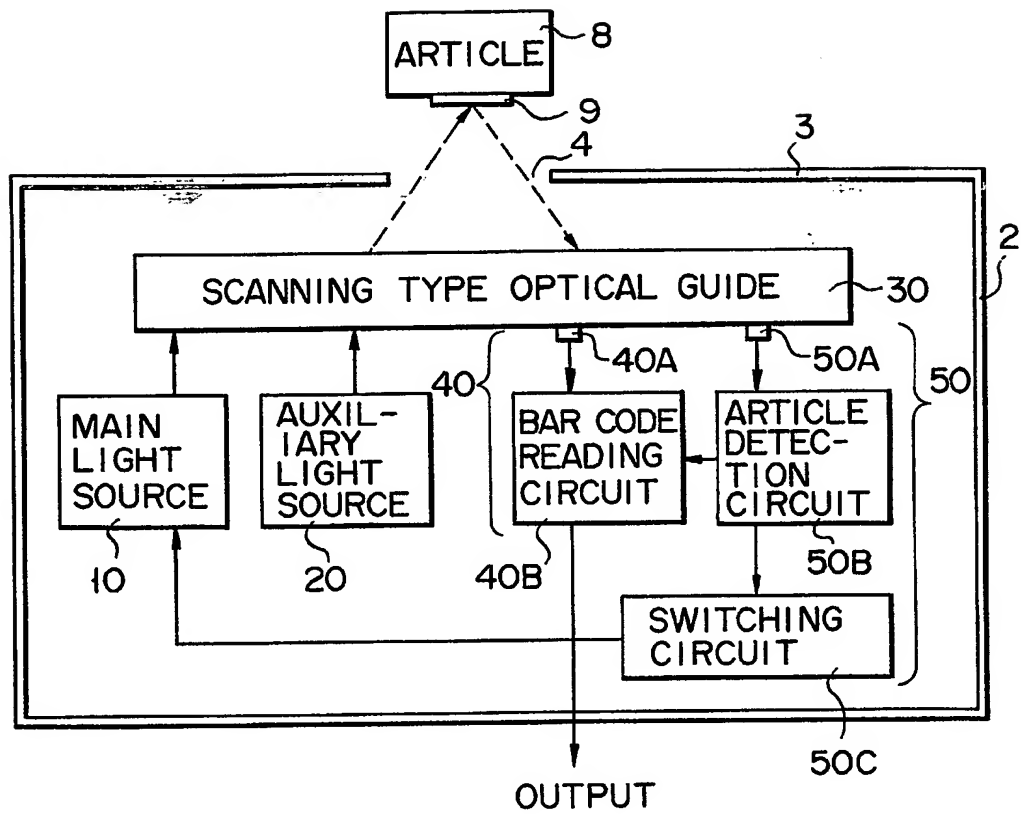 ARTICLE
8
9
4
3
2
SCANNING TYPE OPTICAL GUIDE
30
40
40A
50A
50
MAIN
LIGHT
SOURCE
10
AUXIL-
IARY
LIGHT
SOURCE
20
BAR CODE
READING
CIRCUIT
40B
ARTICLE
DETEC-
TION
CIRCUIT
50B
SWITCHING
CIRCUIT
50C
OUTPUT